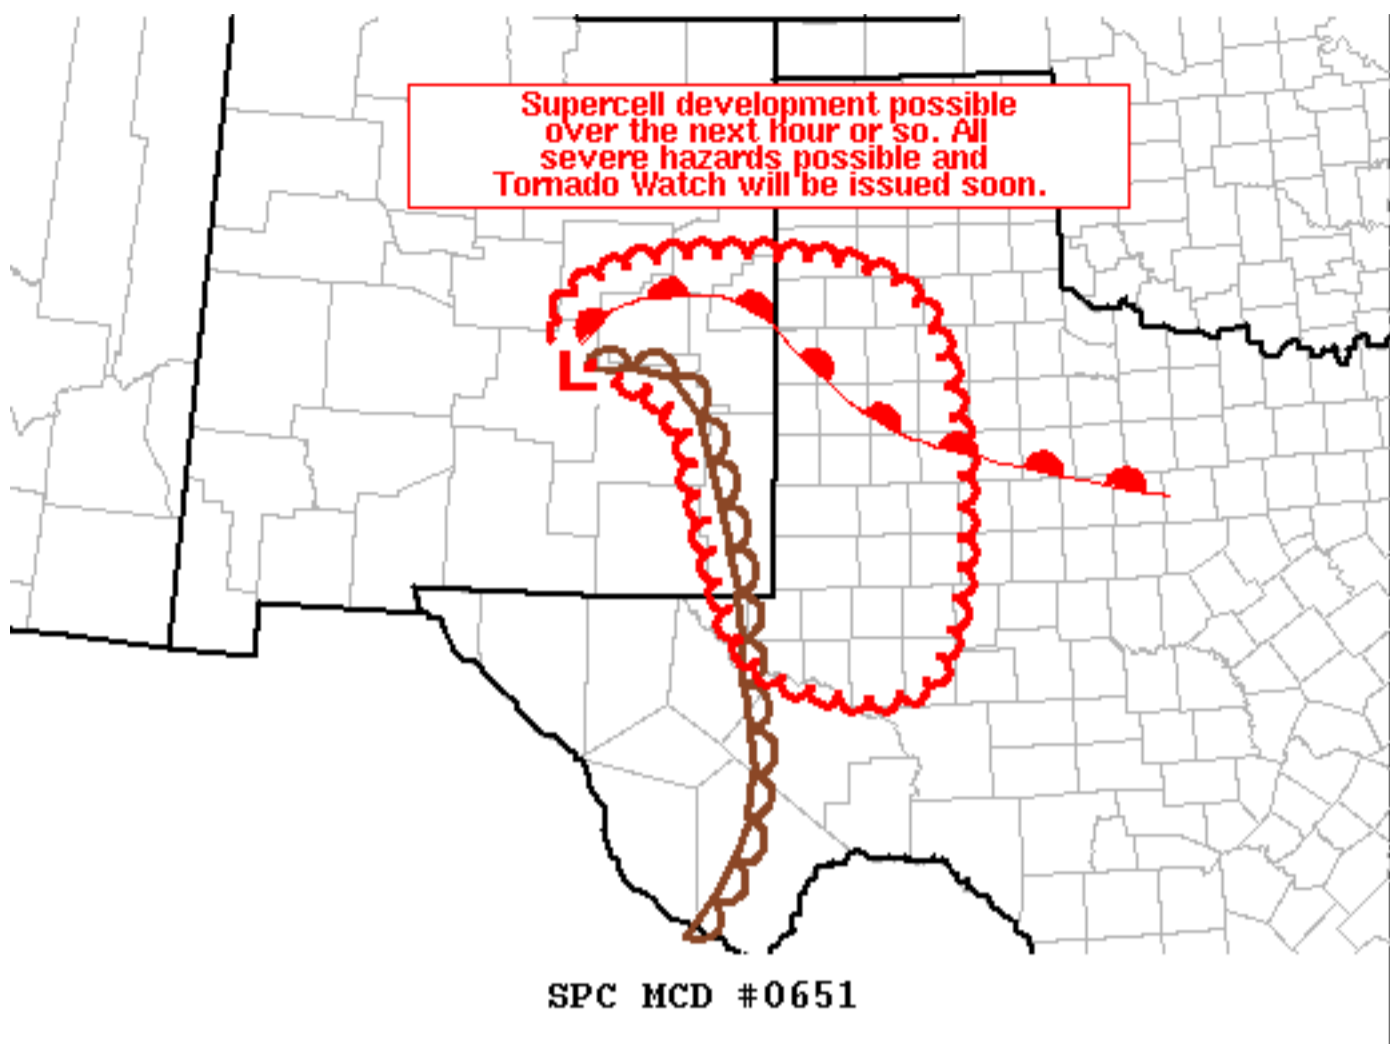 Supercell development possible
over the next hour or so. All
severe hazards possible and
Tornado Watch will be issued soon.
L
SPC MCD #0651